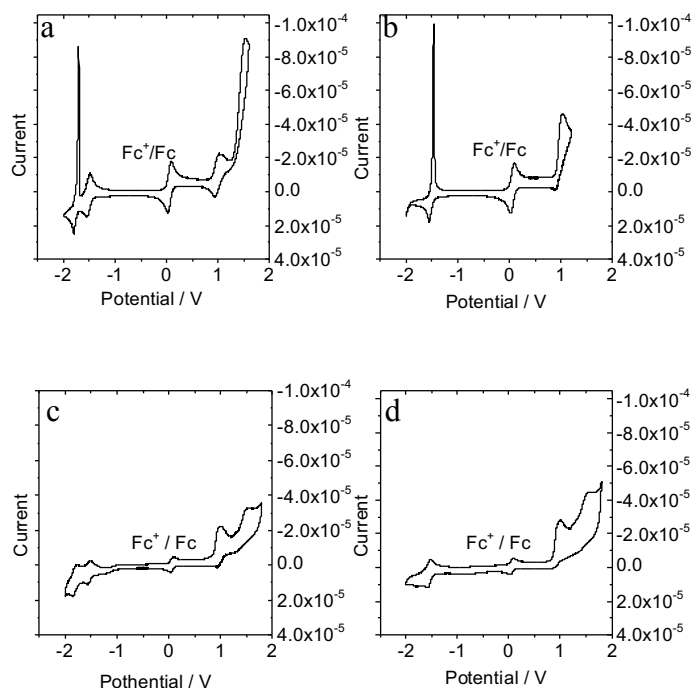 a
Current
Fc⁺/Fc
-1.0x10⁻⁴
-8.0x10⁻⁵
-6.0x10⁻⁵
-4.0x10⁻⁵
-2.0x10⁻⁵
0.0
2.0x10⁻⁵
4.0x10⁻⁵
-2 -1 0 1 2
Potential / V
b
Current
Fc⁺/Fc
-1.0x10⁻⁴
-8.0x10⁻⁵
-6.0x10⁻⁵
-4.0x10⁻⁵
-2.0x10⁻⁵
0.0
2.0x10⁻⁵
4.0x10⁻⁵
-2 -1 0 1 2
Potential / V
c
Current
Fc⁺ / Fc
-1.0x10⁻⁴
-8.0x10⁻⁵
-6.0x10⁻⁵
-4.0x10⁻⁵
-2.0x10⁻⁵
0.0
2.0x10⁻⁵
4.0x10⁻⁵
-2 -1 0 1 2
Pothential / V
d
Current
Fc⁺ / Fc
-1.0x10⁻⁴
-8.0x10⁻⁵
-6.0x10⁻⁵
-4.0x10⁻⁵
-2.0x10⁻⁵
0.0
2.0x10⁻⁵
4.0x10⁻⁵
-2 -1 0 1 2
Potential / V